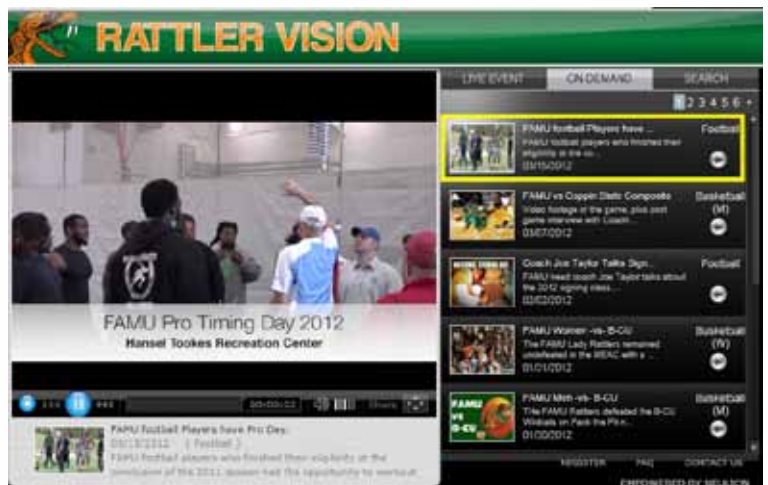 RATTLER VISION
LIVE EVENT
ON DEMAND
SEARCH
1 2 3 4 5 6 +
FAMU football Players have ...
Football
FAMU football players who finished their
eligibility at the co...
03/15/2012
FAMU vs Coppin State Composite
Basketball
(M)
Video footage of the game, plus post
game interview with Coach...
03/07/2012
Coach Joe Taylor Talks Sign...
Football
FAMU head coach Joe Taylor talks about
the 2012 signing class...
02/02/2012
FAMU Women -vs- B-CU
Basketball
(W)
The FAMU Lady Rattlers remained
undefeated in the MEAC with a ...
FAMU Men -vs- B-CU
Basketball
(M)
The FAMU Rattlers defeated the B-CU
Wildcats on Pack the
FAMU
VS
B-CU
FAMU Pro Timing Day 2012
Hansel Tookes Recreation Center
00:00:02
Share
FAMU football Players have Pro Day.
03/15/2012 ( Football )
FAMU football players who finished their eligibility at the
conclusion of the 2011 season had the opportunity to workout
REGISTER
FAQ
CONTACT US